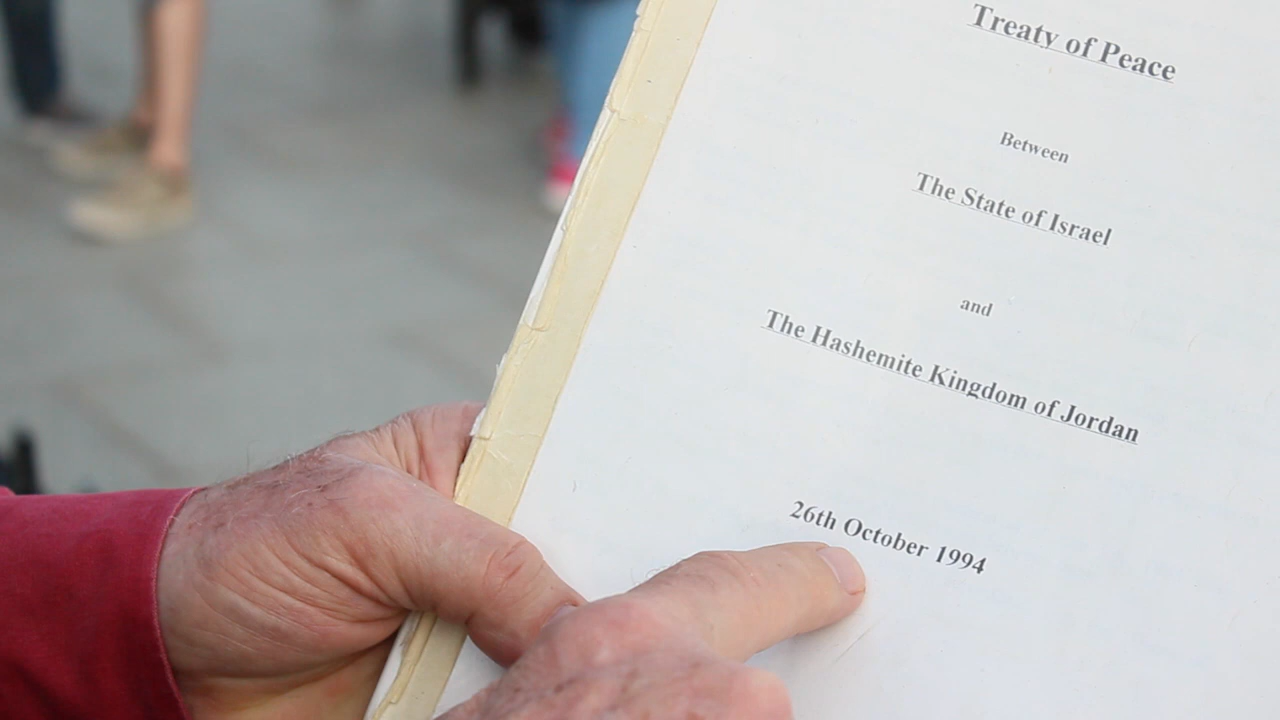 Treaty of Peace
Between
The State of Israel
and
The Hashemite Kingdom of Jordan
26th October 1994